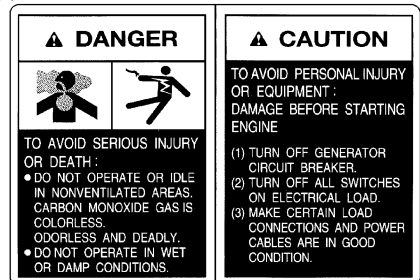 DANGER
TO AVOID SERIOUS INJURY
OR DEATH :
● DO NOT OPERATE OR IDLE
IN NONVENTILATED AREAS.
CARBON MONOXIDE GAS IS
COLORLESS.
ODORLESS AND DEADLY.
● DO NOT OPERATE IN WET
OR DAMP CONDITIONS.
CAUTION
TO AVOID PERSONAL INJURY
OR EQUIPMENT :
DAMAGE BEFORE STARTING
ENGINE
(1) TURN OFF GENERATOR
CIRCUIT BREAKER.
(2) TURN OFF ALL SWITCHES
ON ELECTRICAL LOAD.
(3) MAKE CERTAIN LOAD
CONNECTIONS AND POWER
CABLES ARE IN GOOD
CONDITION.